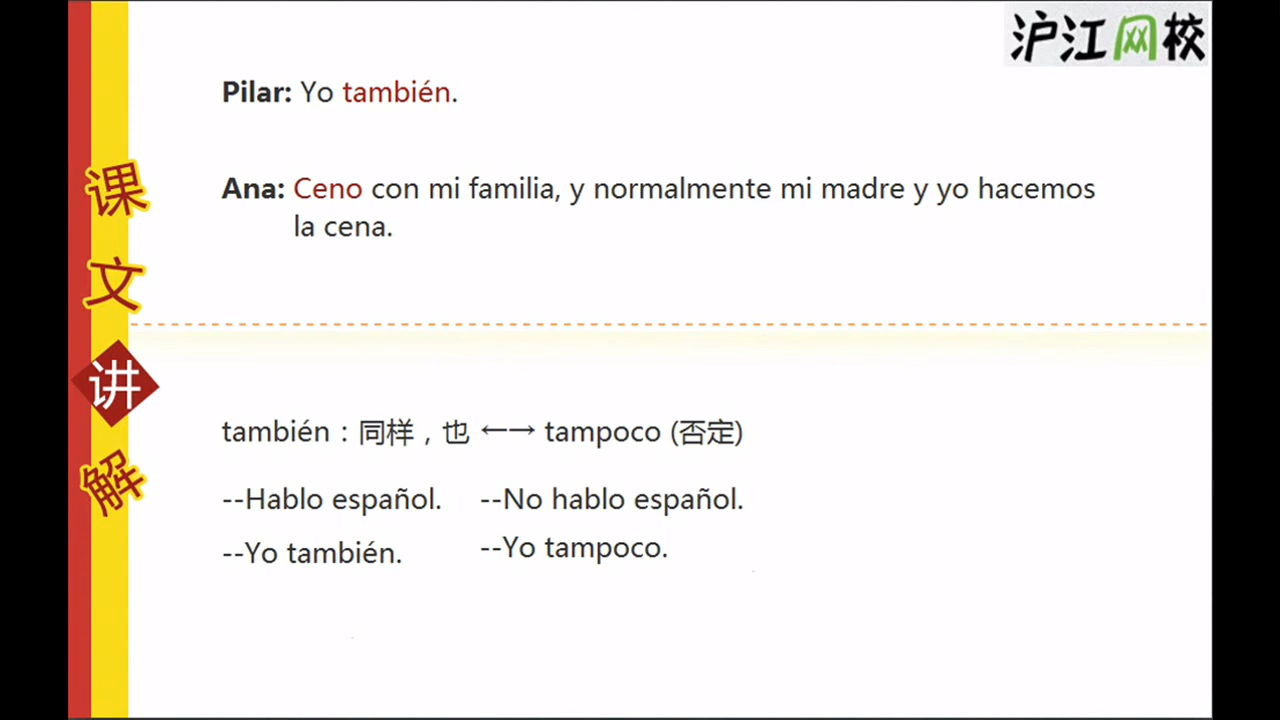 沪江网校
Pilar: Yo también.
Ana: Ceno con mi familia, y normalmente mi madre y yo hacemos
la cena.
课
文
讲
解
también：同样，也 ←→ tampoco (否定)
--Hablo español. --No hablo español.
--Yo también. --Yo tampoco.